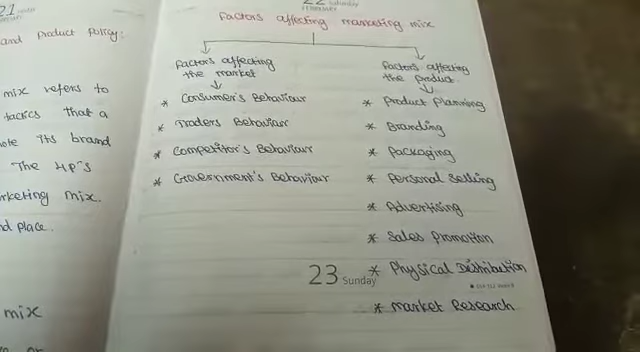 21
and Product Policy:
mix refers to
tactics that a
its brand
The 4P's
mix.
place.
mix
22 Saturday
FEBRUARY
Factors affecting marketing mix
Factors affecting
the market
* Consumer's Behaviour
* Traders Behaviour
* Competitor's Behaviour
* Government's Behaviour
Factors affecting
the product
* Product Planning
* Branding
* Packaging
* Personal Selling
* Advertising
* Sales Promotion
23 Sunday
* Physical Distribution
* Market Research